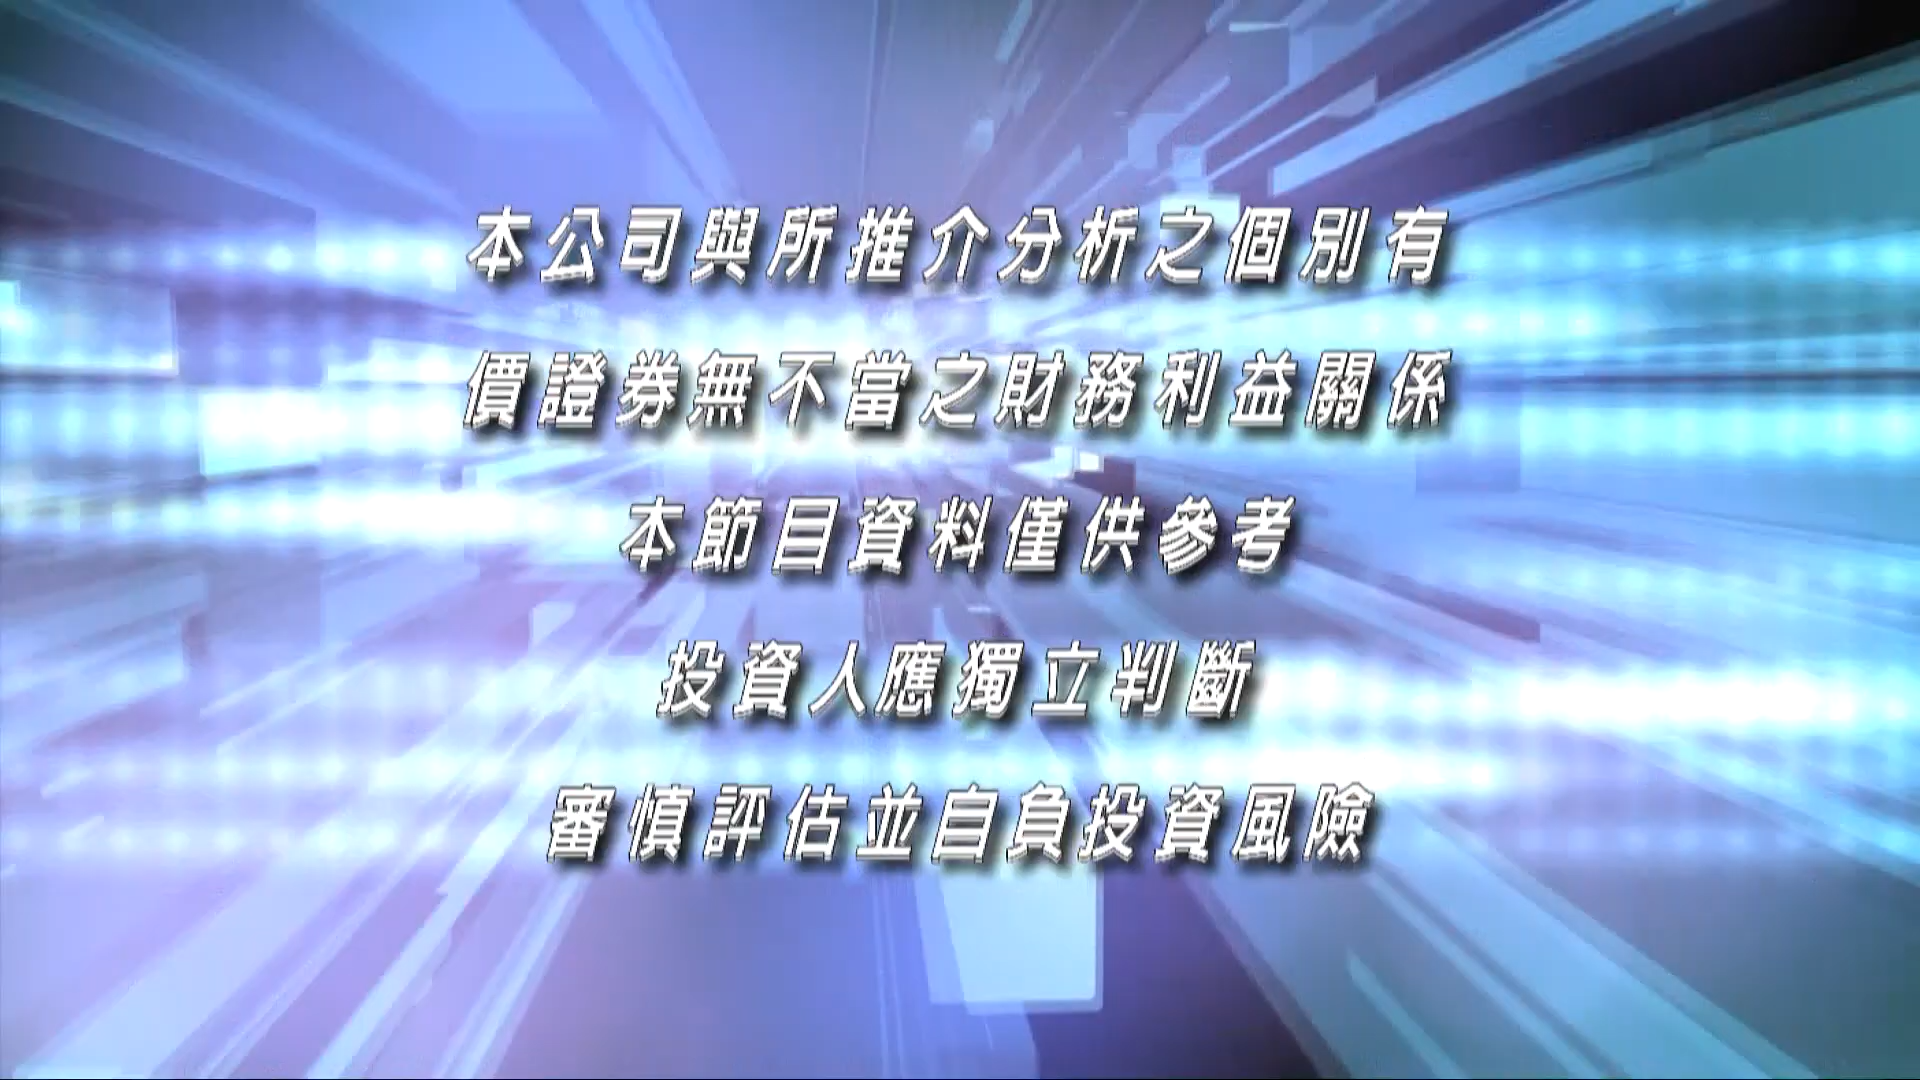 本公司與所推介分析之個別有
價證券無不當之財務利益關係
本節目資料僅供參考
投資人應獨立判斷
審慎評估並自負投資風險